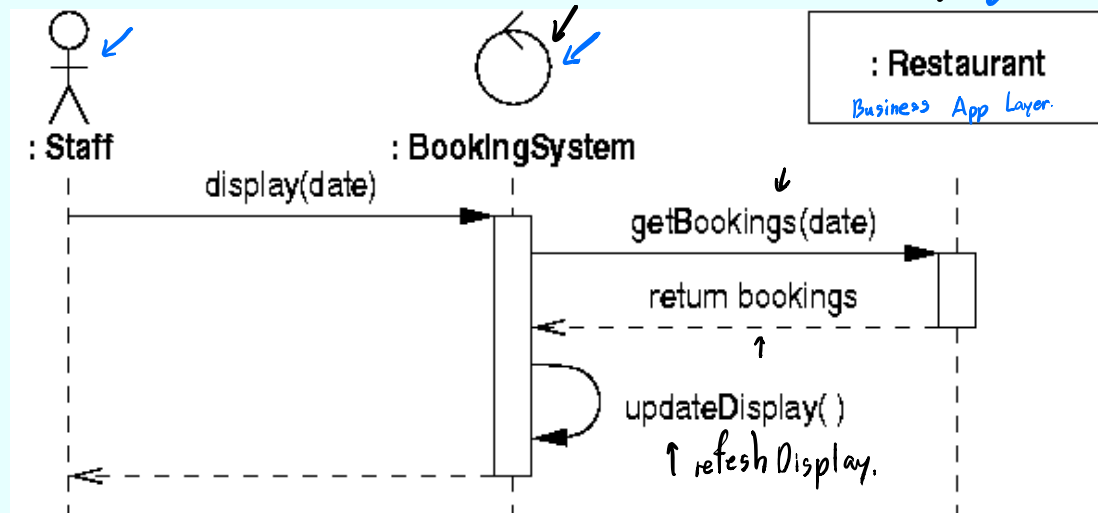 : Restaurant
Business App Layer.
: Staff
: BookingSystem
display(date)
getBookings(date)
return bookings
updateDisplay( )
refesh Display.